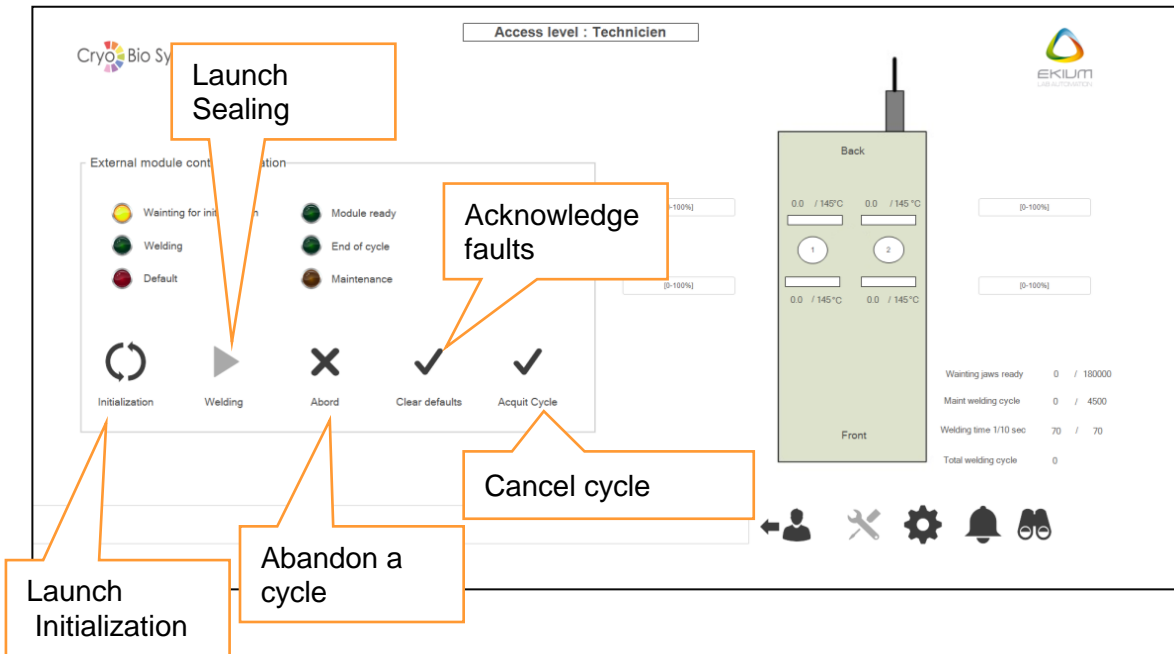 Access level : Technicien
Cryo Bio Sy
EKIUM
LAB AUTOMATION
Launch
Sealing
External module cont
ation
Wainting for init
n
Module ready
Welding
End of cycle
Default
Maintenance
Acknowledge
faults
Initialization
Welding
Abord
Clear defaults
Acquit Cycle
Launch
Initialization
Abandon a
cycle
Cancel cycle
0-100%]
[0-100%]
[0-100%]
[0-100%]
Back
0.0 / 145°C
0.0 / 145 °C
1
2
0.0 / 145°C
0.0 / 145°C
Front
Wainting jaws ready 0 / 180000
Maint welding cycle 0 / 4500
Welding time 1/10 sec 70 / 70
Total welding cycle 0